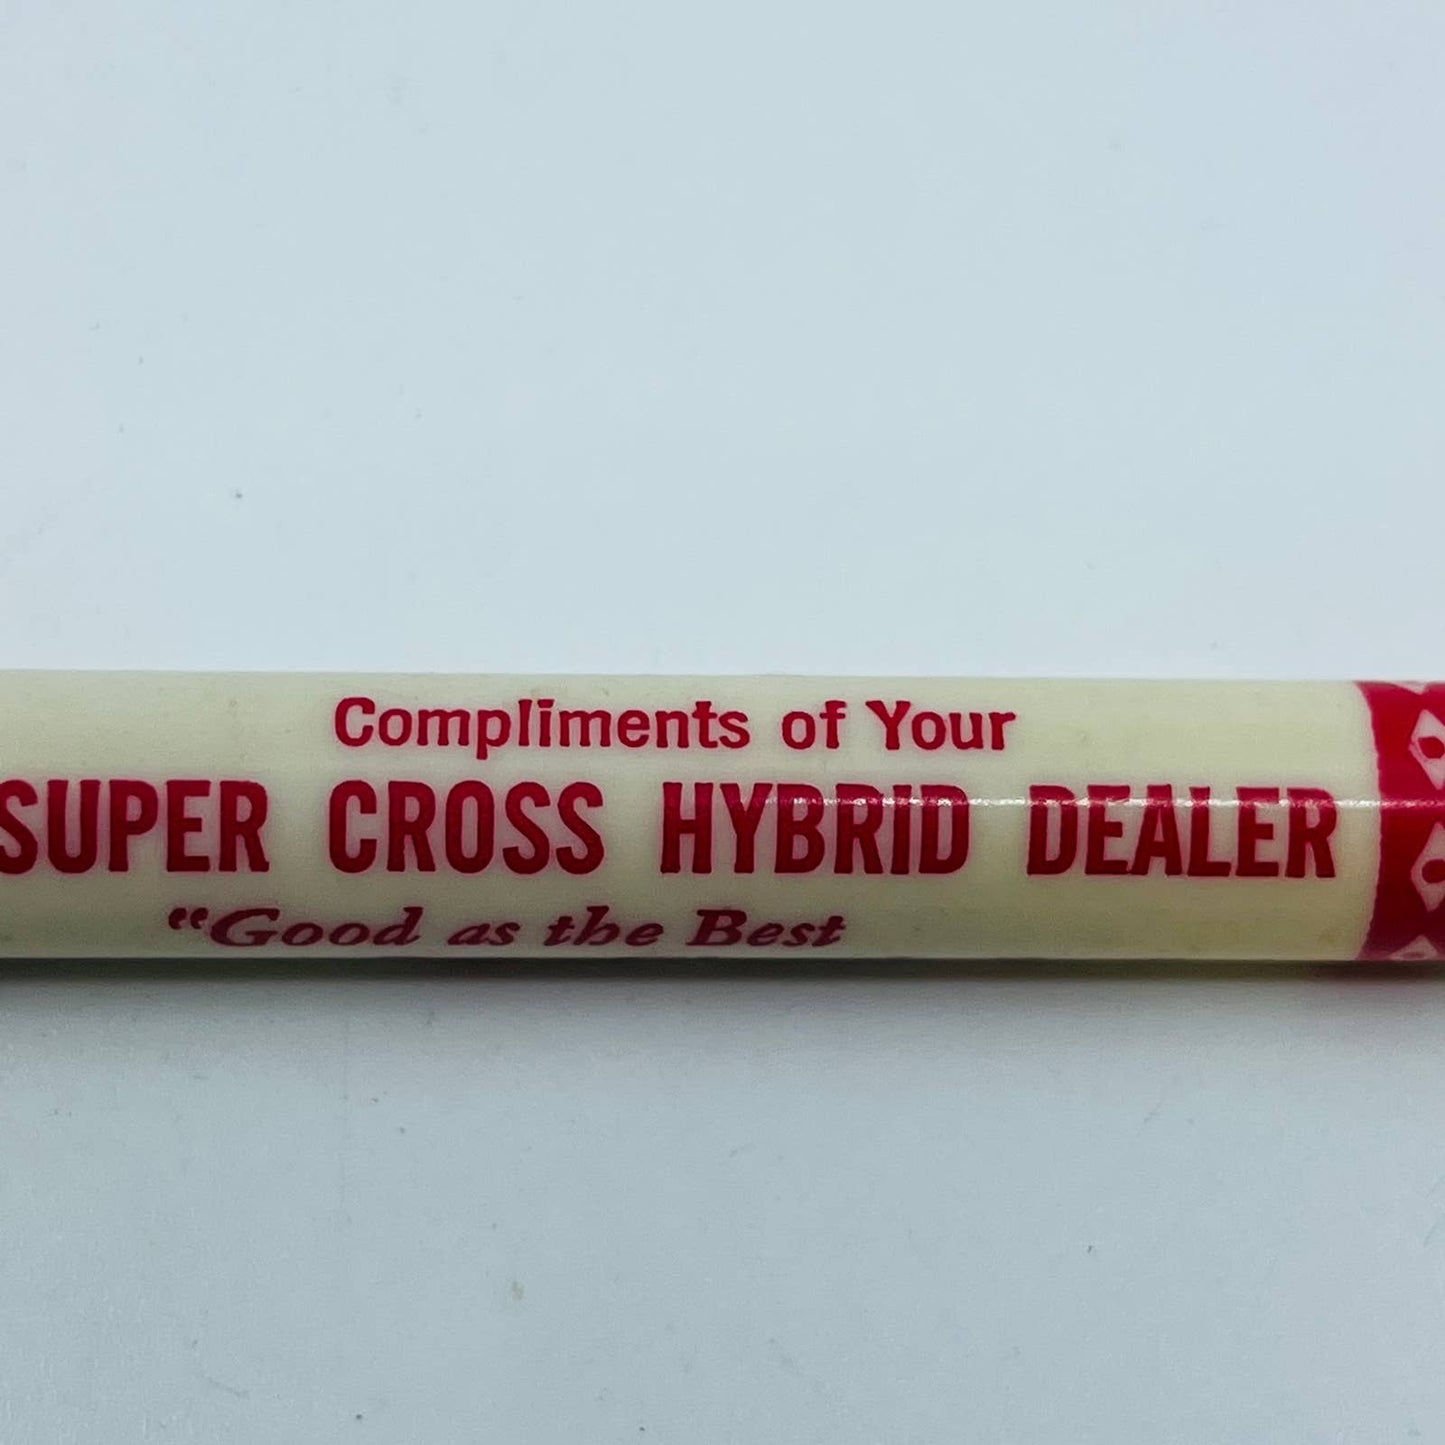 Compliments of Your
SUPER CROSS HYBRID DEALER
“Good as the Best